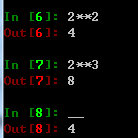 In [6]: 2**2
Out[6]: 4
In [7]: 2**3
Out[7]: 8
In [8]: __
Out[8]: 4